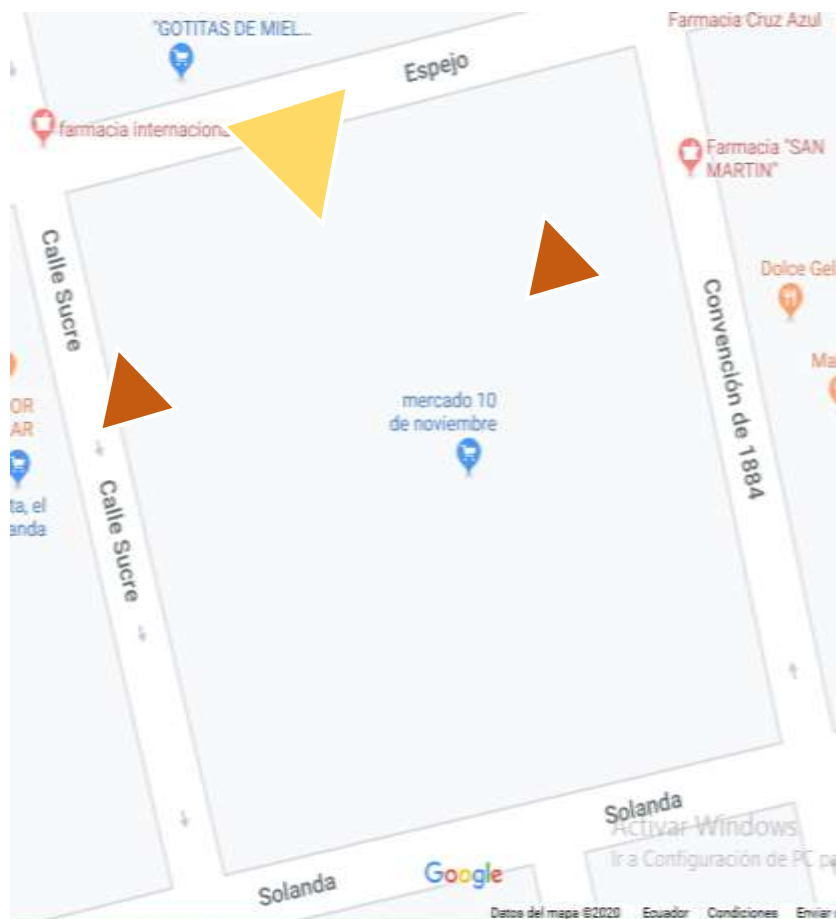 "GOTITAS DE MIEL...
Farmacia Cruz Azul
Espejo
farmacia internaciona
Farmacia "SAN
MARTIN"
Calle Sucre
Dolce Gel
Convención de 1884
Ma
OR
AR
mercado 10
de noviembre
ta, el
anda
Calle Sucre
Solanda
Activar Windows
Ir a Configuración de PC pa
Solanda
Google
Datos del mapa ©2020 Ecuador Condiciones Enviar